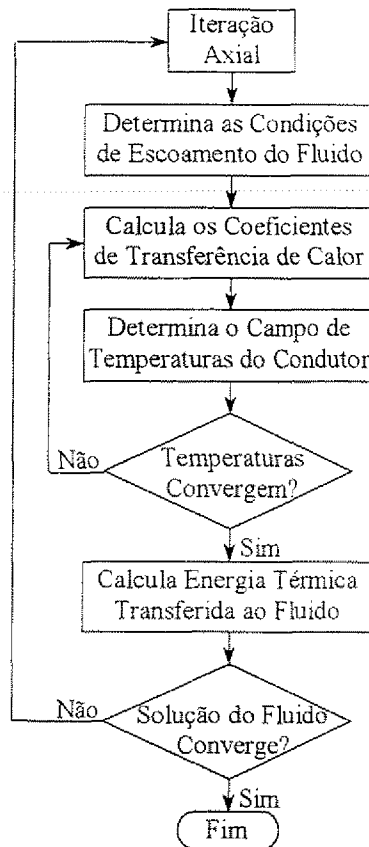 Iteração
Axial
Determina as Condições
de Escoamento do Fluido
Calcula os Coeficientes
de Transferência de Calor
Determina o Campo de
Temperaturas do Condutor
Não
Temperaturas
Convergem?
Sim
Calcula Energia Térmica
Transferida ao Fluido
Não
Solução do Fluido
Converge?
Sim
Fim